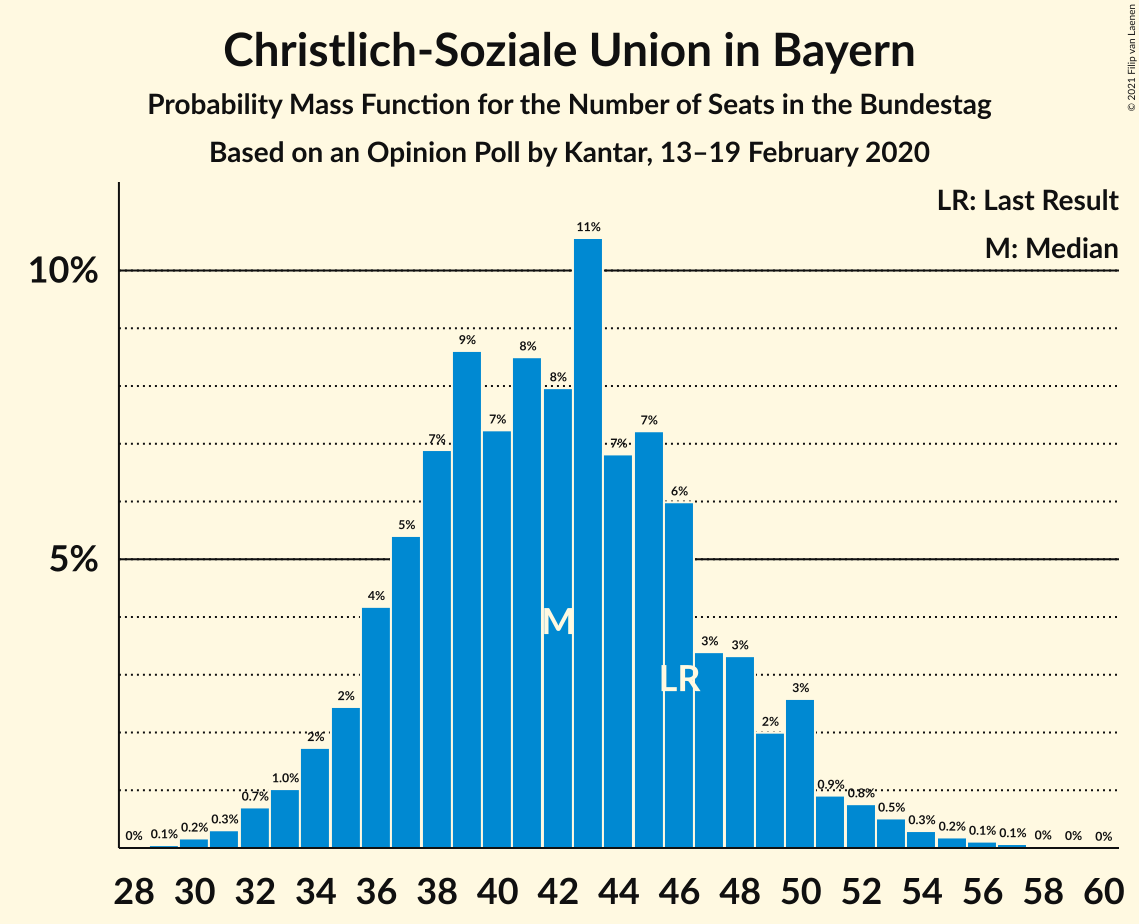 Christlich-Soziale Union in Bayern
Probability Mass Function for the Number of Seats in the Bundestag
Based on an Opinion Poll by Kantar, 13–19 February 2020
© 2021 Filip van Laenen
LR: Last Result
M: Median
10%
5%
0% 0.1% 0.2% 0.3% 0.7% 1.0% 2% 2% 4% 5% 7% 9% 7% 8% 8% 11% 7% 7% 6% 3% 3% 2% 3% 0.9% 0.8% 0.5% 0.3% 0.2% 0.1% 0.1% 0% 0% 0%
M
LR
28 30 32 34 36 38 40 42 44 46 48 50 52 54 56 58 60